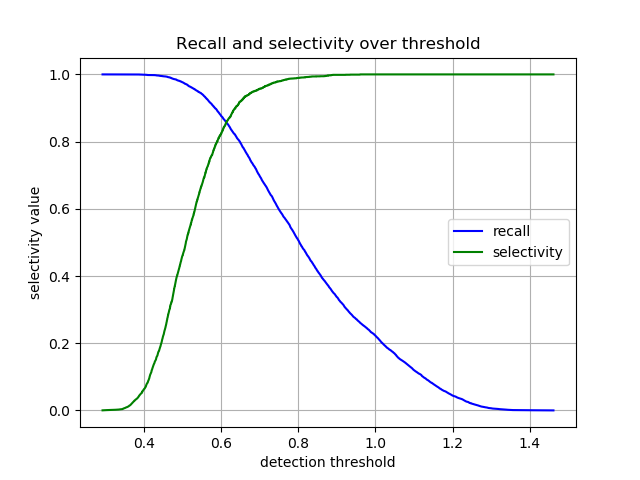 Recall and selectivity over threshold
1.0
0.8
0.6
0.4
0.2
0.0
selectivity value
recall
selectivity
0.4 0.6 0.8 1.0 1.2 1.4
detection threshold